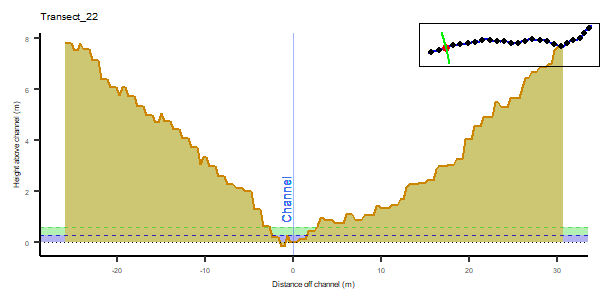 Transect_22
Height above channel (m)
8
6
4
2
0
Channel
-20 -10 0 10 20 30
Distance off channel (m)